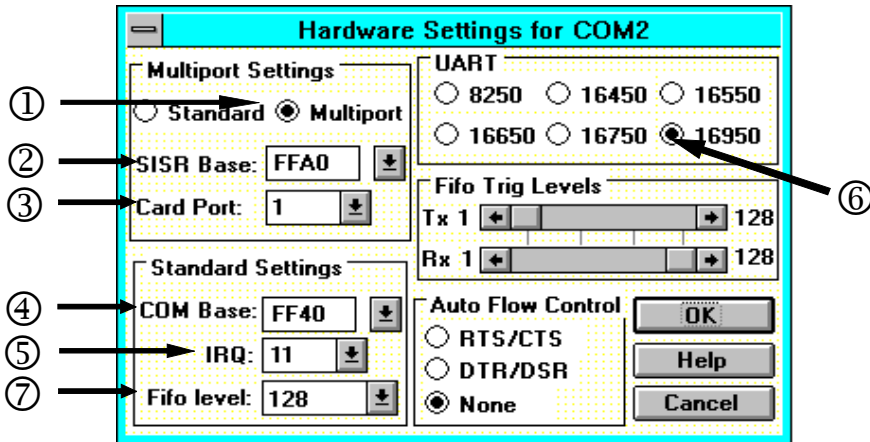 Hardware Settings for COM2
Multiport Settings
① Standard Multiport
② SISR Base: FFA0
③ Card Port: 1
Standard Settings
④ COM Base: FF40
⑤ IRQ: 11
⑦ Fifo level: 128
UART
8250 16450 16550
16650 16750 16950
⑥
Fifo Trig Levels
Tx 1 128
Rx 1 128
Auto Flow Control
RTS/CTS
DTR/DSR
None
OK
Help
Cancel